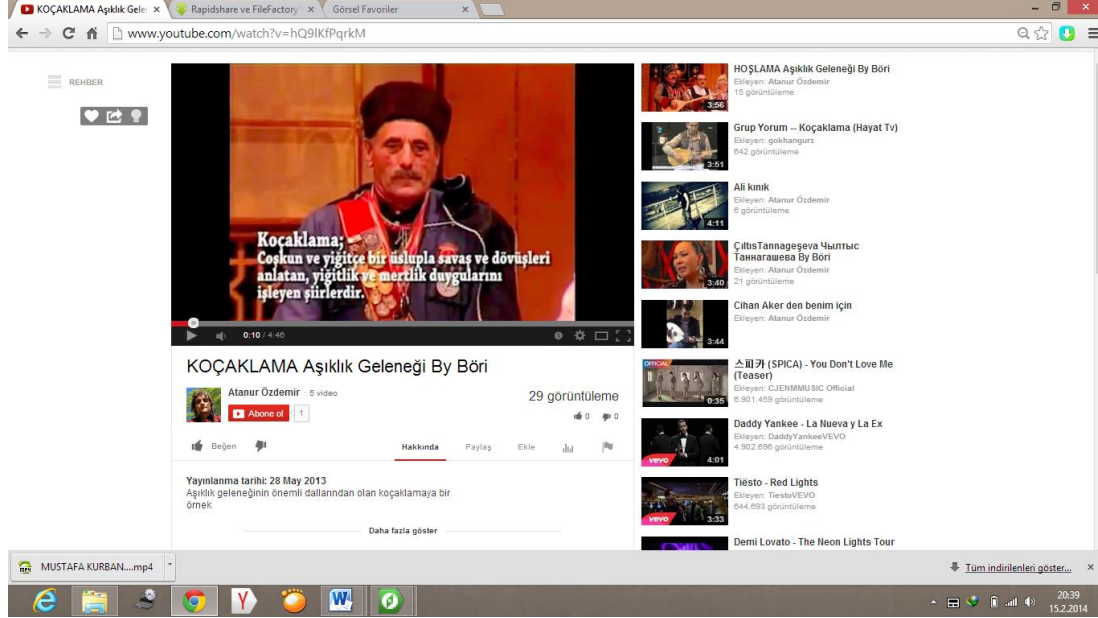 KOÇAKLAMA Aşıklık Gele
Rapidshare ve FileFactory
Görsel Favoriler
www.youtube.com/watch?v=hQ9lKfPqrkM
REHBER
Koçaklama;
Coşkun ve yiğitçe bir üslupla savaş ve dövüşleri
anlatan, yiğitlik ve mertlik duygularını
işleyen şiirlerdir.
0:10 / 4:46
KOÇAKLAMA Aşıklık Geleneği By Böri
Atanur Özdemir · 5 video
Abone ol 1
29 görüntüleme
0 0
Beğen
Hakkında Paylaş Ekle
Yayınlanma tarihi: 28 May 2013
Aşıklık geleneğinin önemli dallarından olan koçaklamaya bir
örnek
Daha fazla göster
HOŞLAMA Aşıklık Geleneği By Böri
Ekleyen: Atanur Özdemir
15 görüntüleme
3:56
Grup Yorum -- Koçaklama (Hayat Tv)
Ekleyen: gokhangurz
642 görüntüleme
3:51
Ali kınık
Ekleyen: Atanur Özdemir
6 görüntüleme
4:11
ÇıltısTannageşeva Чылтыс
Таннагашева By Böri
Ekleyen: Atanur Özdemir
21 görüntüleme
3:40
Cihan Aker den benim için
Ekleyen: Atanur Özdemir
3:44
스피카 (SPICA) - You Don't Love Me
(Teaser)
Ekleyen: CJENMMUSIC Official
6.901.459 görüntüleme
OFFICIAL
0:35
Daddy Yankee - La Nueva y La Ex
Ekleyen: DaddyYankeeVEVO
4.902.696 görüntüleme
vevo
4:01
Tiësto - Red Lights
Ekleyen: TiestoVEVO
644.693 görüntüleme
vevo
3:33
Demi Lovato - The Neon Lights Tour
MUSTAFA KURBAN....mp4
Tüm indirilenleri göster...
20:39
15.2.2014